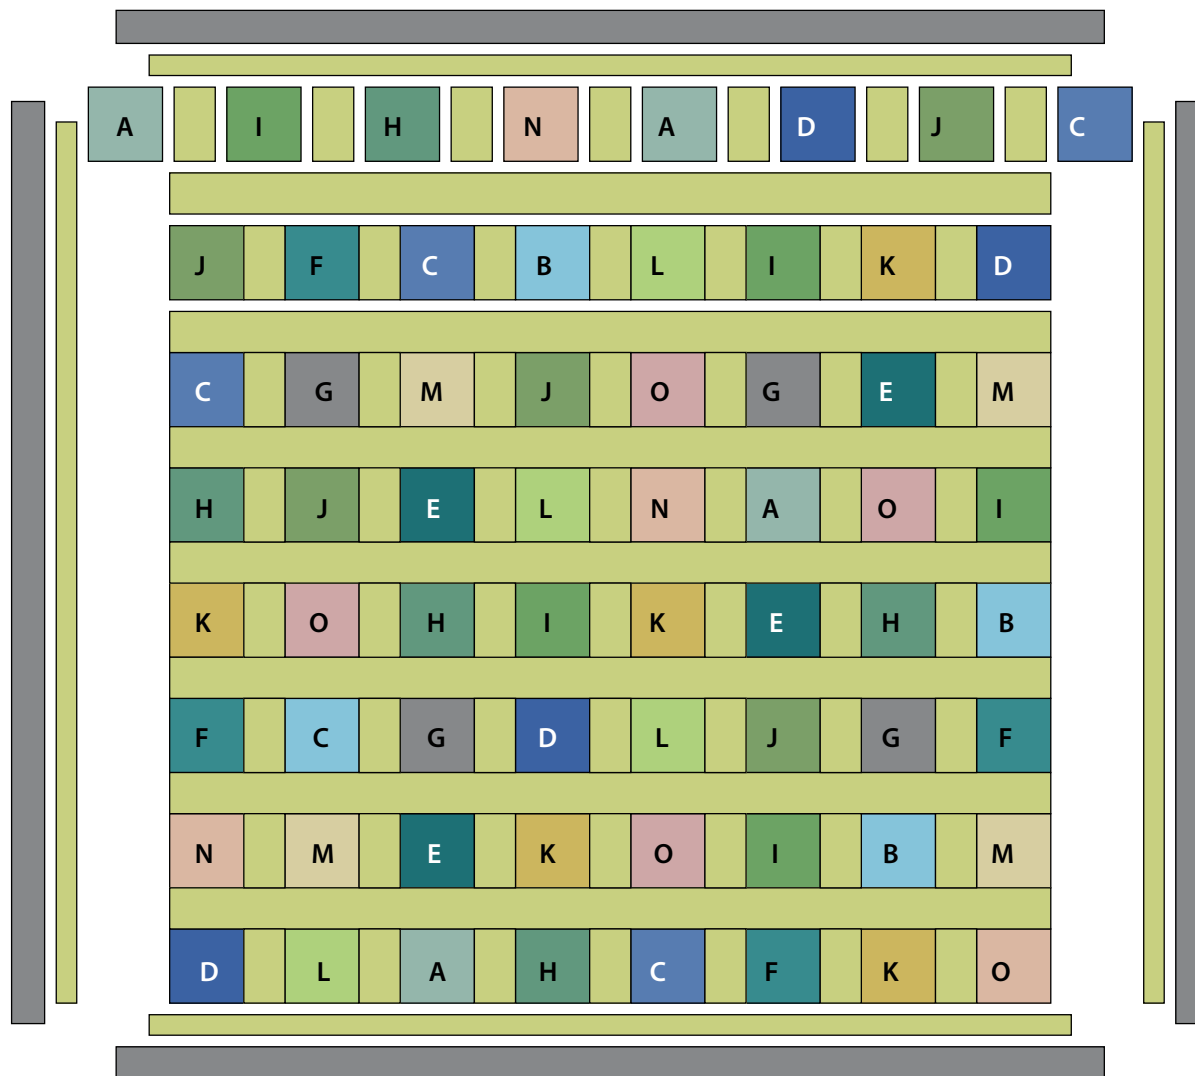 A I H N A D J C
J F C B L I K D
C G M J O G E M
H J E L N A O I
K O H I K E H B
F C G D L J G F
N M E K O I B M
D L A H C F K O